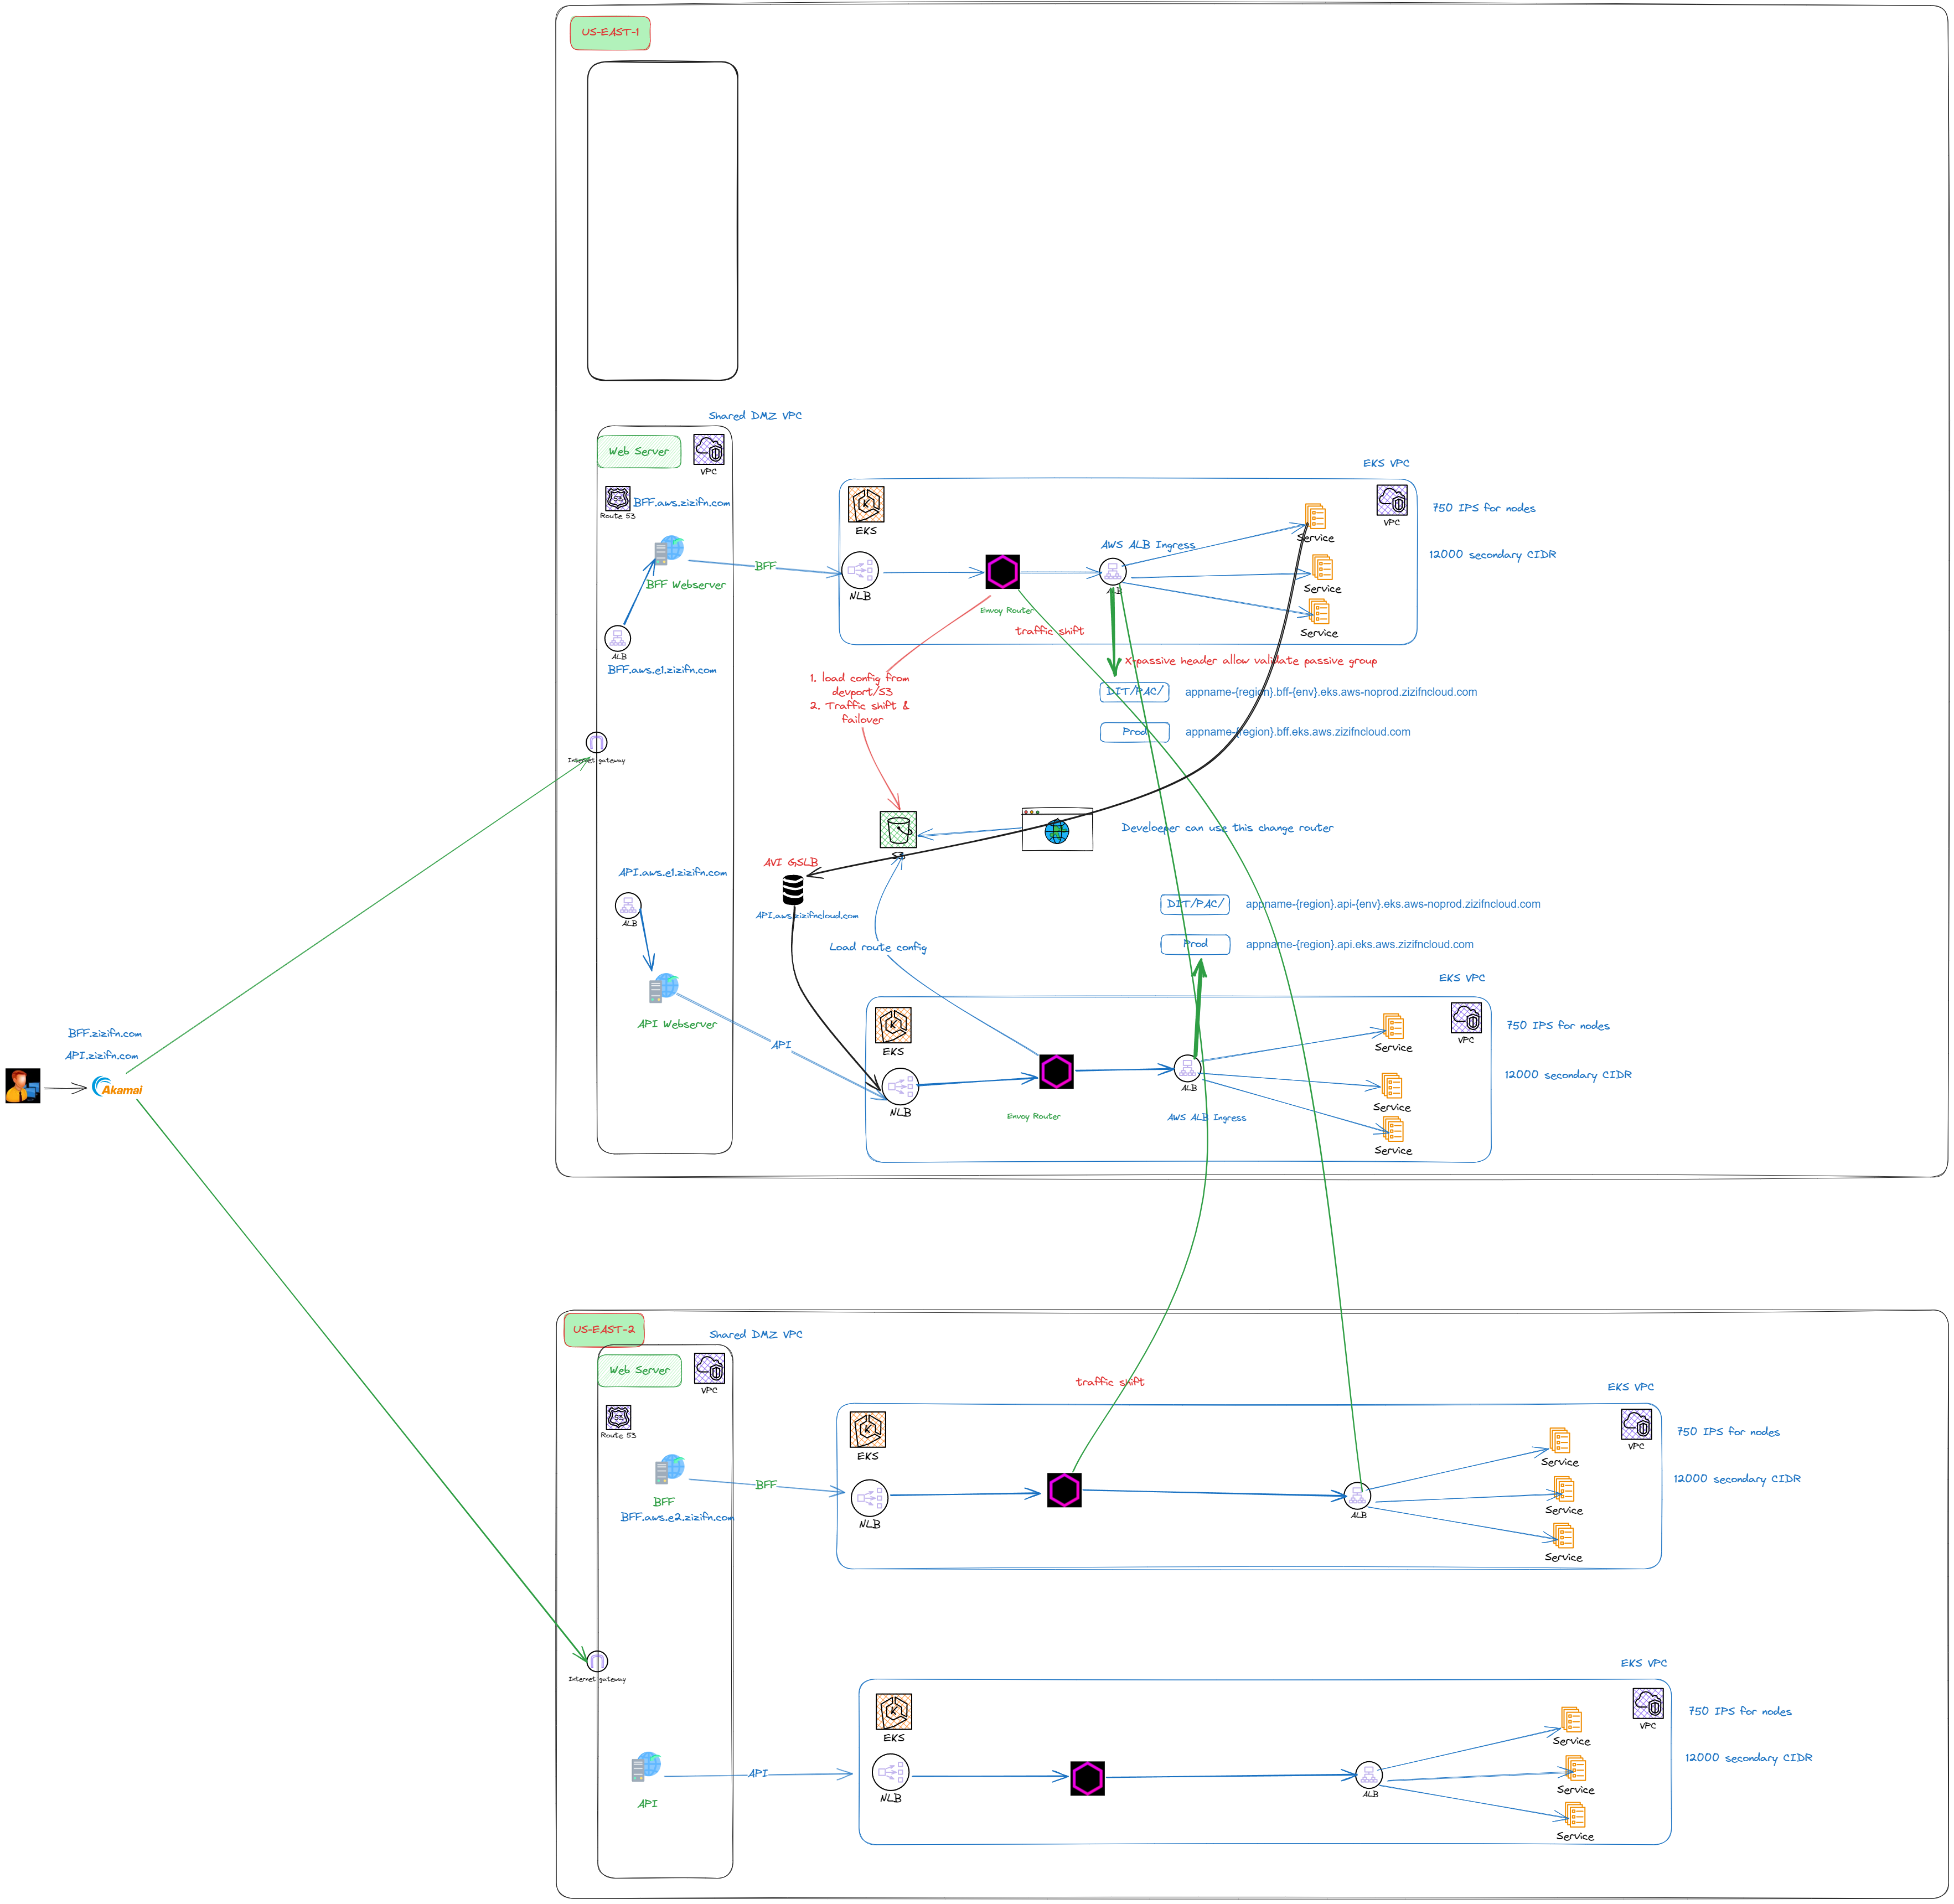 US-EAST-1
Shared DMZ VPC
Web Server
VPC
Route 53
BFF.aws.zizifn.com
BFF Webserver
BFF
ALB
BFF.aws.e1.zizifn.com
Internet gateway
API.aws.e1.zizifn.com
ALB
API Webserver
API
EKS VPC
EKS
NLB
Envoy Router
AWS ALB Ingress
ALB
Service
Service
Service
VPC
750 IPS for nodes
12000 secondary CIDR
traffic shift
X-passive header allow validate passive group
1. load config from
devport/S3
2. Traffic shift &
failover
DIT/PAC/
appname-{region}.bff-{env}.eks.aws-noprod.zizifncloud.com
Prod
appname-{region}.bff.eks.aws.zizifncloud.com
S3
Develoeper can use this change router
AVI GSLB
API.aws.zizifncloud.com
Load route config
DIT/PAC/
appname-{region}.api-{env}.eks.aws-noprod.zizifncloud.com
Prod
appname-{region}.api.eks.aws.zizifncloud.com
EKS VPC
EKS
NLB
Envoy Router
ALB
AWS ALB Ingress
Service
Service
Service
VPC
750 IPS for nodes
12000 secondary CIDR
BFF.zizifn.com
API.zizifn.com
Akamai
US-EAST-2
Shared DMZ VPC
Web Server
VPC
Route 53
BFF
BFF.aws.e2.zizifn.com
BFF
Internet gateway
API
API
traffic shift
EKS VPC
EKS
NLB
ALB
Service
Service
Service
VPC
750 IPS for nodes
12000 secondary CIDR
EKS VPC
EKS
NLB
ALB
Service
Service
Service
VPC
750 IPS for nodes
12000 secondary CIDR